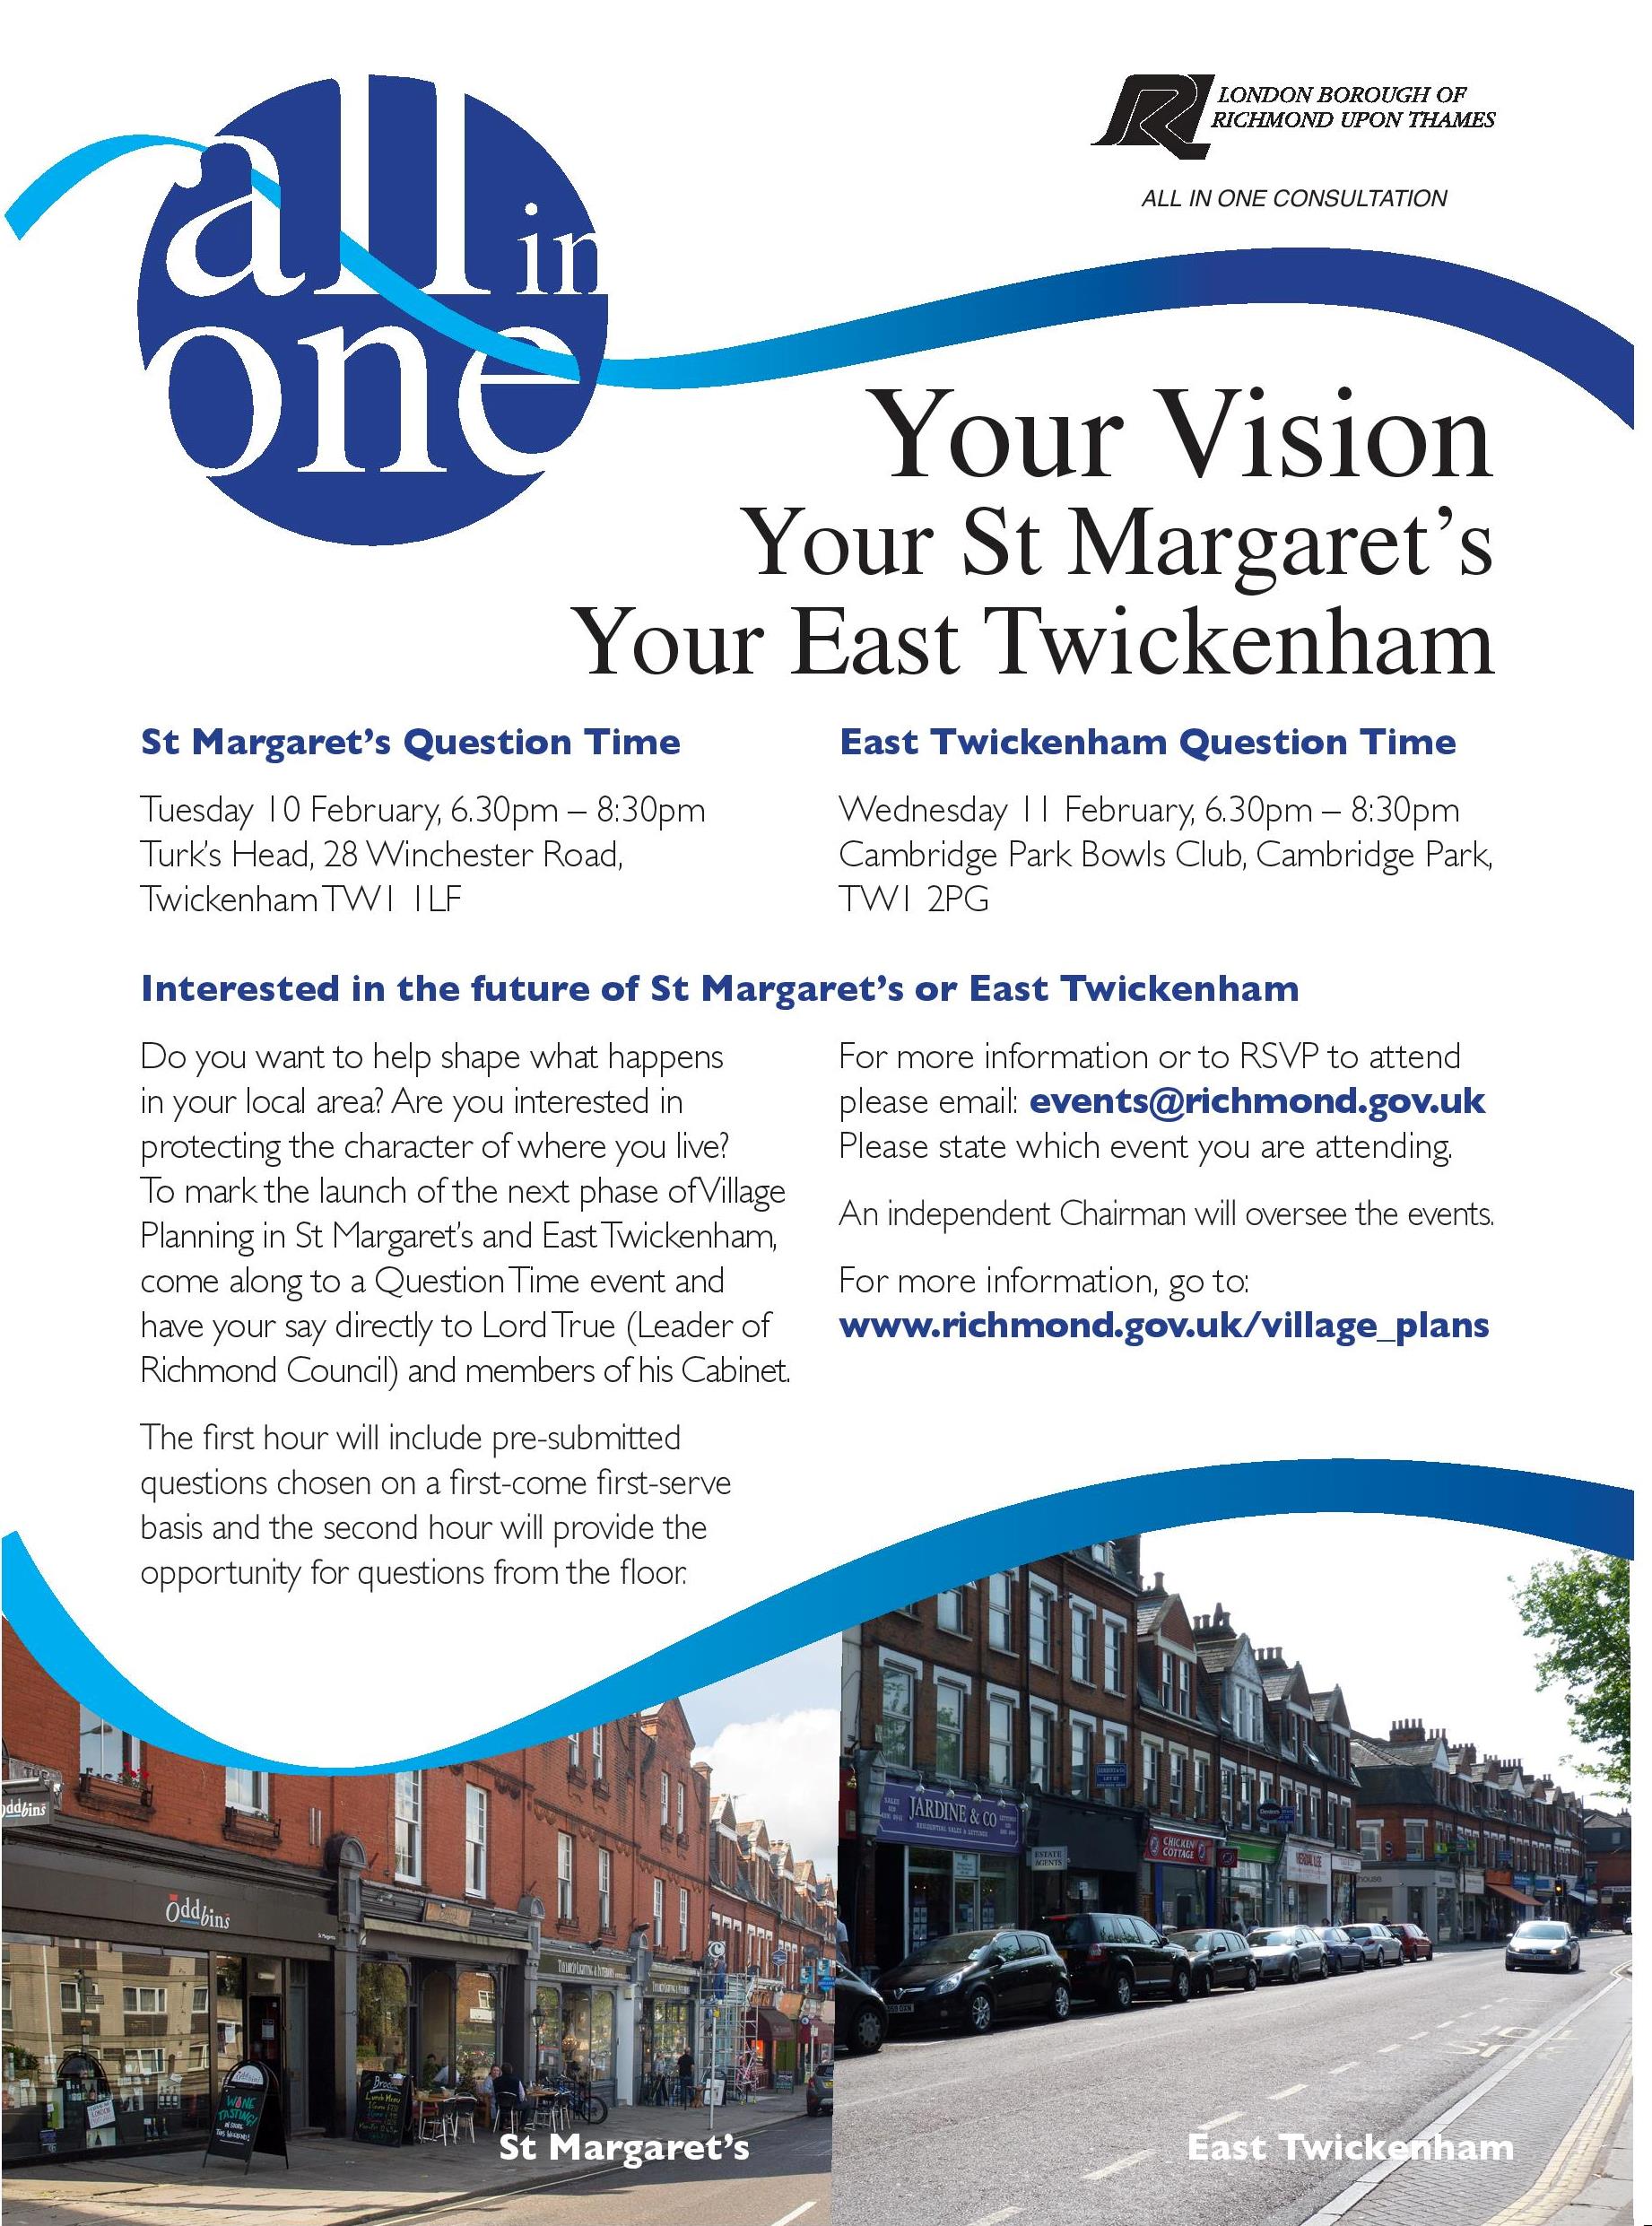 all in
one
LONDON BOROUGH OF
RICHMOND UPON THAMES
ALL IN ONE CONSULTATION
Your Vision
Your St Margaret's
Your East Twickenham
St Margaret's Question Time
Tuesday 10 February, 6.30pm – 8:30pm
Turk's Head, 28 Winchester Road,
Twickenham TW1 1LF
East Twickenham Question Time
Wednesday 11 February, 6.30pm – 8:30pm
Cambridge Park Bowls Club, Cambridge Park,
TW1 2PG
Interested in the future of St Margaret's or East Twickenham
Do you want to help shape what happens
in your local area? Are you interested in
protecting the character of where you live?
To mark the launch of the next phase of Village
Planning in St Margaret's and East Twickenham,
come along to a Question Time event and
have your say directly to Lord True (Leader of
Richmond Council) and members of his Cabinet.
The first hour will include pre-submitted
questions chosen on a first-come first-serve
basis and the second hour will provide the
opportunity for questions from the floor.
For more information or to RSVP to attend
please email: events@richmond.gov.uk
Please state which event you are attending.
An independent Chairman will oversee the events.
For more information, go to:
www.richmond.gov.uk/village_plans
oddbins
Oddbins
WINE
TASTING!
St Margaret's
JARDINE & CO
RESIDENTIAL SALES & LETTINGS
ESTATE
AGENTS
CHICKEN
COTTAGE
East Twickenham